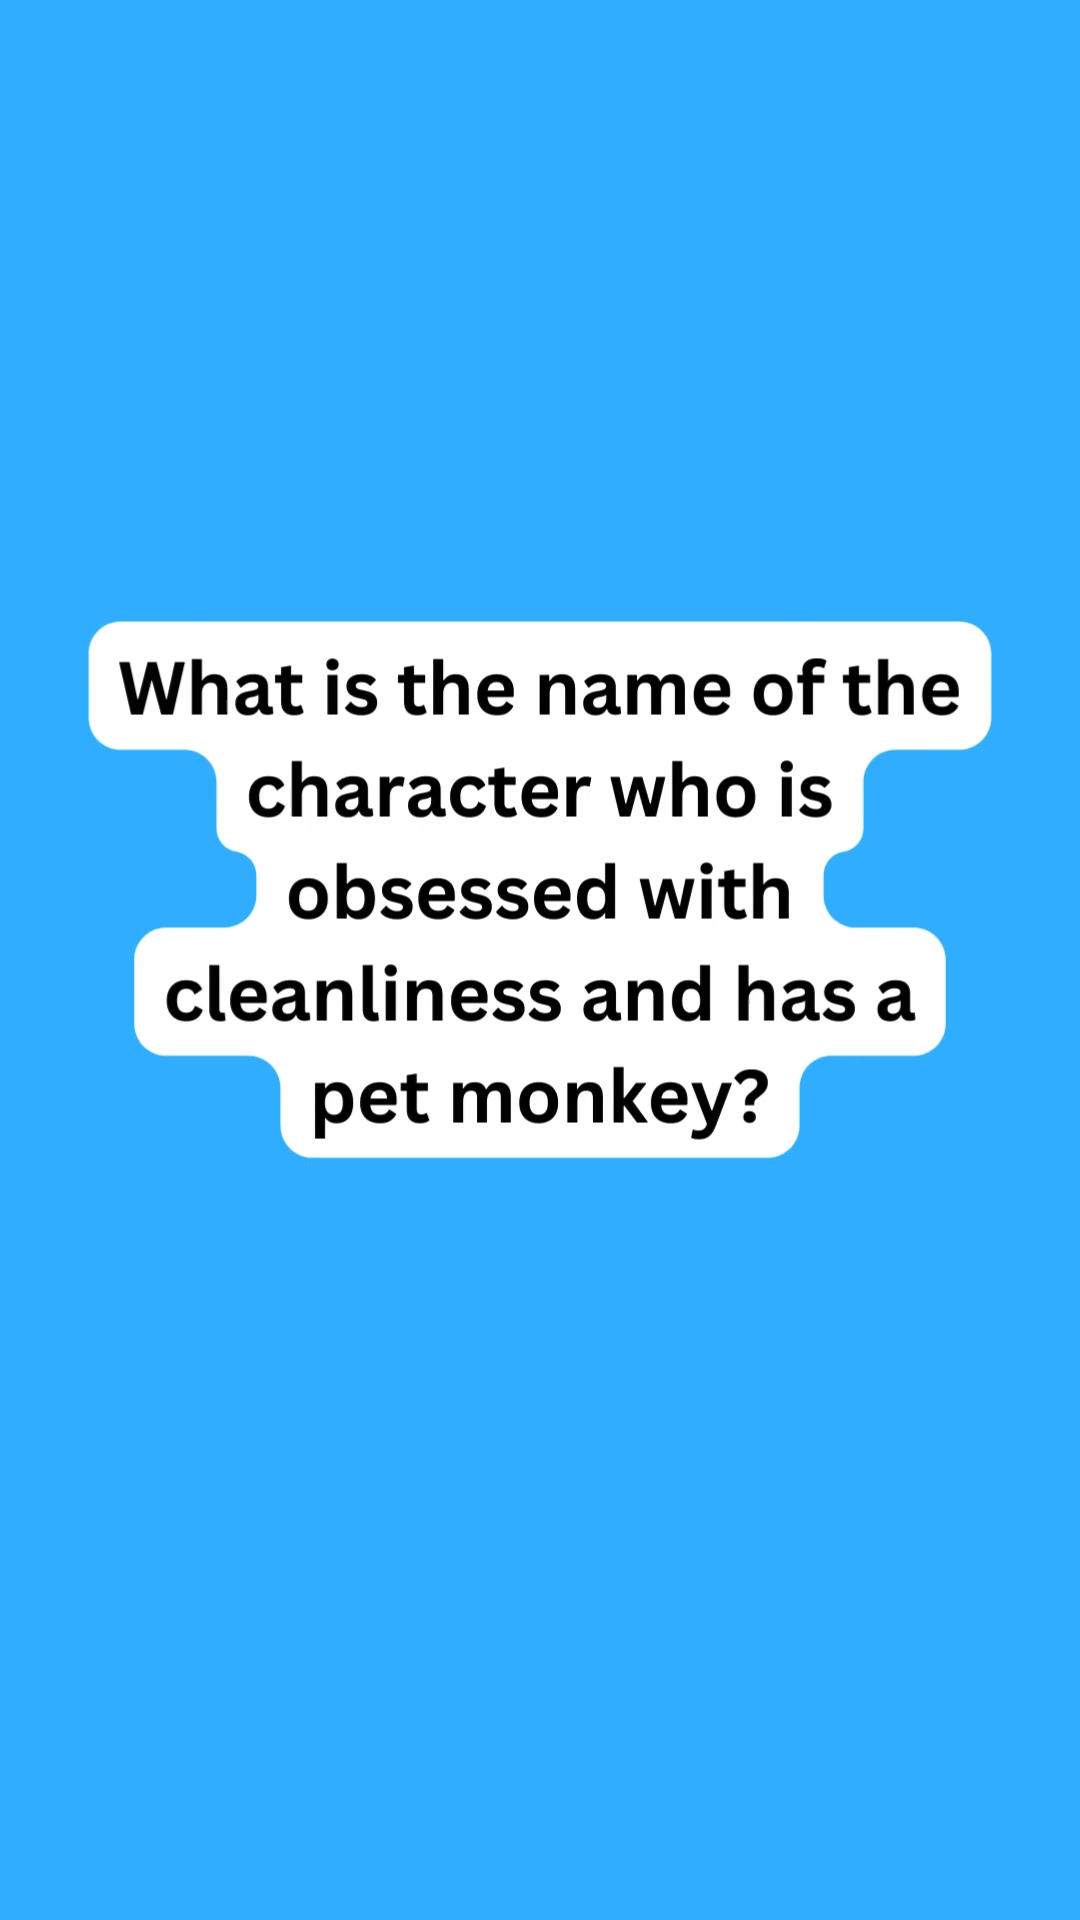 What is the name of the
character who is
obsessed with
cleanliness and has a
pet monkey?